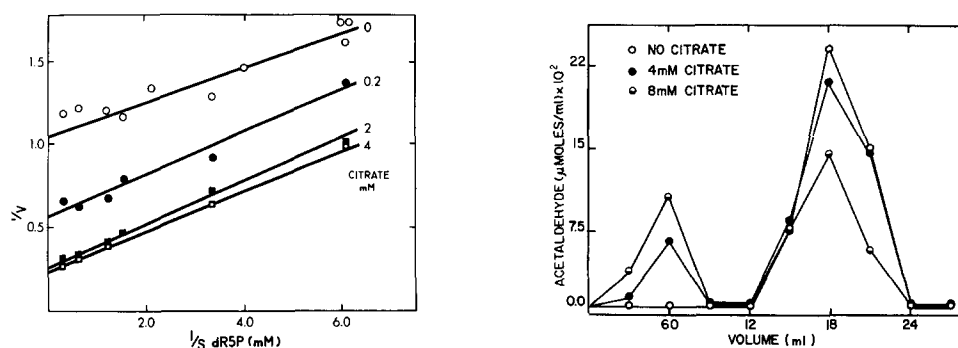 1.5
1.0
0.5
1/V
2.0
4.0
6.0
1/S dR5P (mM)
0
0.2
2
4
CITRATE
mM
NO CITRATE
4mM CITRATE
8mM CITRATE
ACETALDEHYDE (μMOLES/ml)×10²
22
15
7.5
0.0
60
12
18
24
VOLUME (ml)